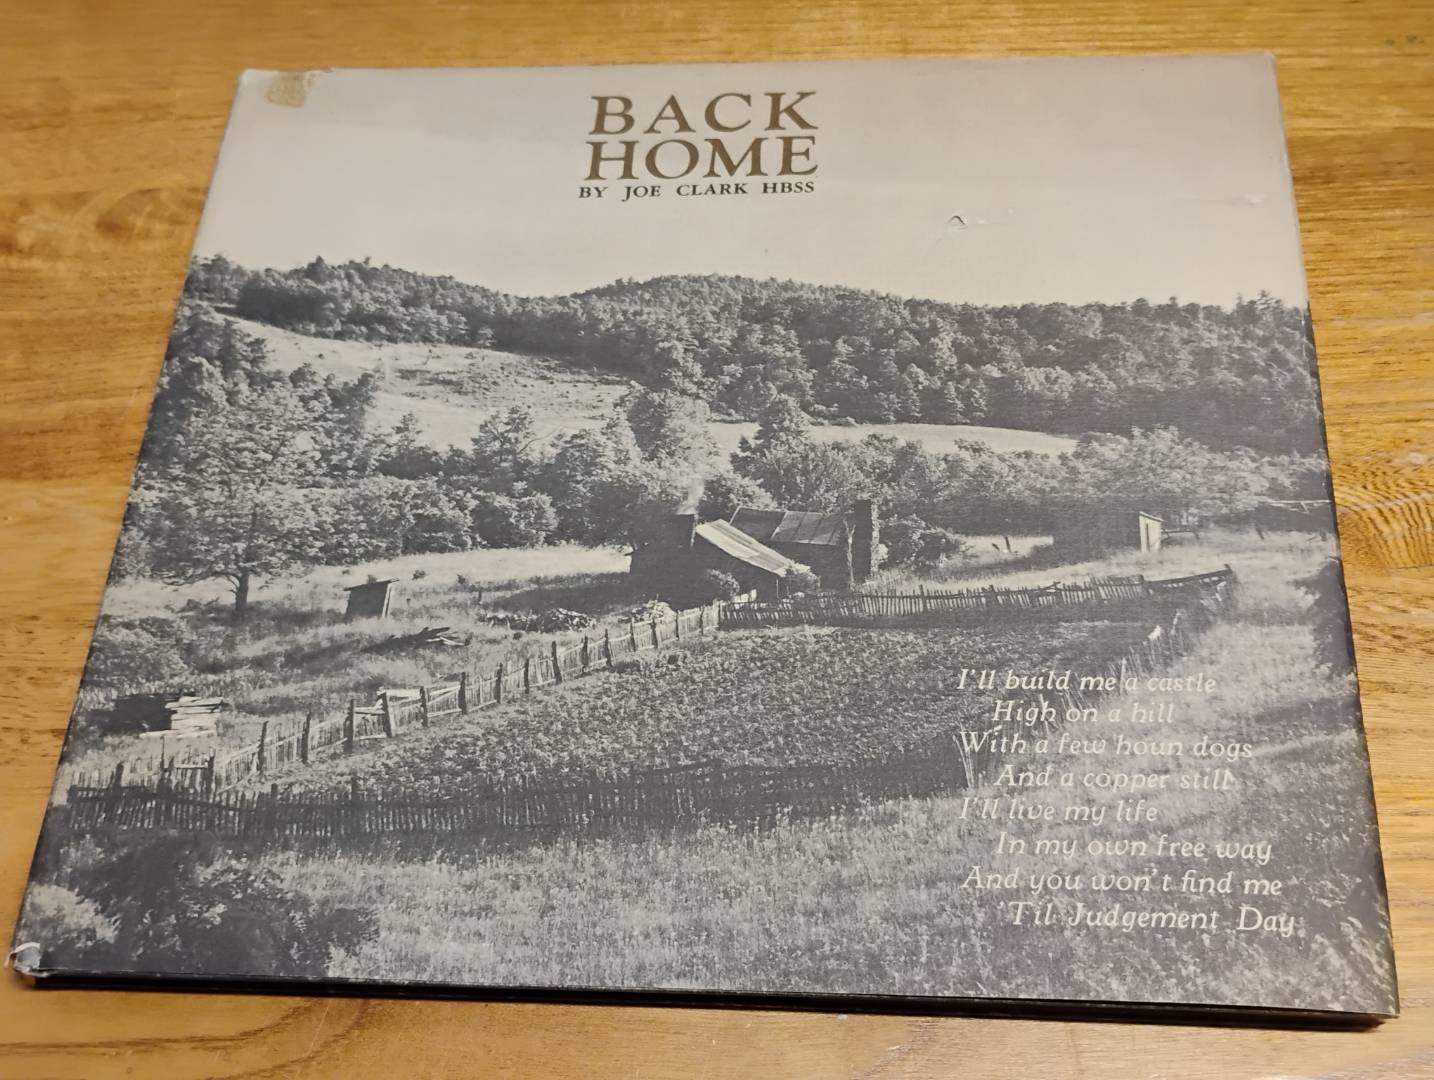 BACK
HOME
BY JOE CLARK HBSS
I'll build me a castle
High on a hill
With a few houn dogs
And a copper still
I'll live my life
In my own free way
And you won't find me
'Til Judgement Day